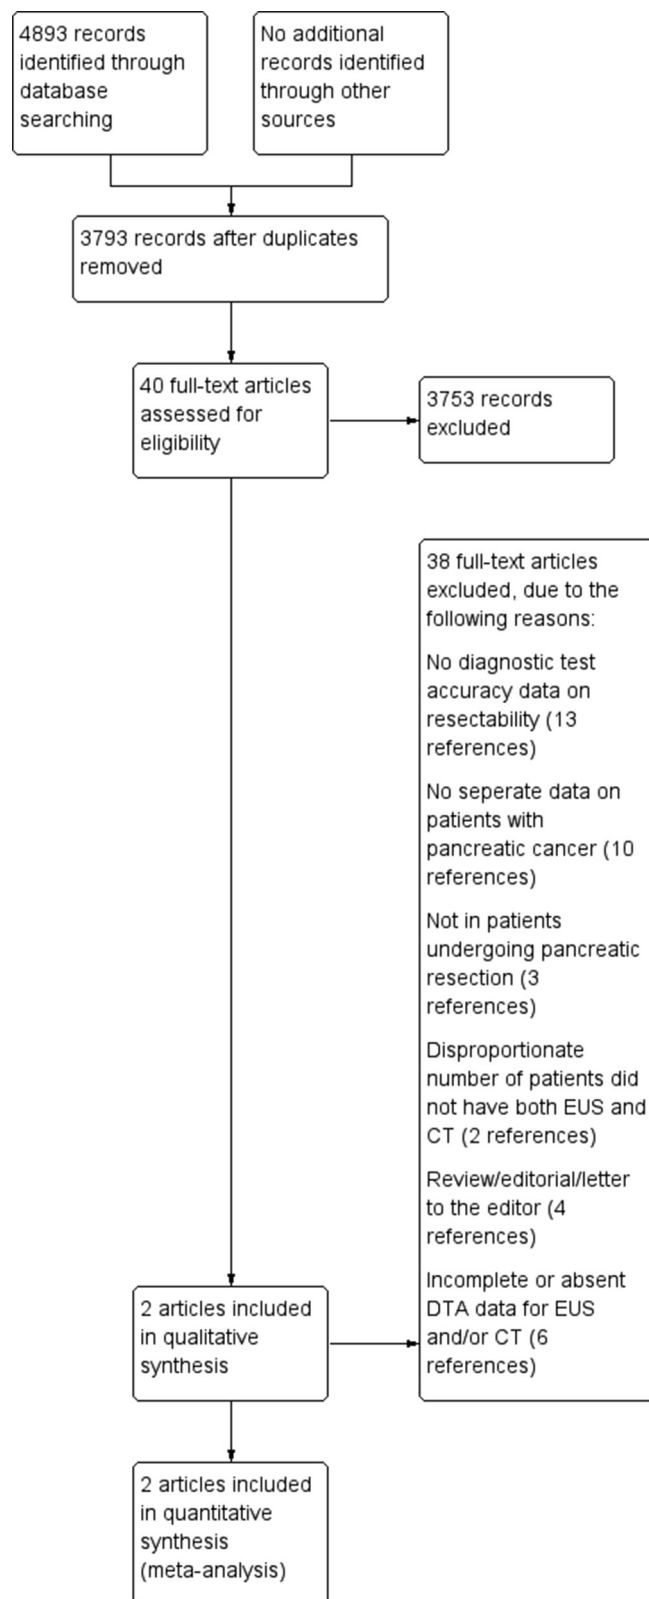 4893 records
identified through
database
searching
No additional
records identified
through other
sources
3793 records after duplicates
removed
40 full-text articles
assessed for
eligibility
3753 records
excluded
38 full-text articles
excluded, due to the
following reasons:
No diagnostic test
accuracy data on
resectability (13
references)
No seperate data on
patients with
pancreatic cancer (10
references)
Not in patients
undergoing pancreatic
resection (3
references)
Disproportionate
number of patients did
not have both EUS and
CT (2 references)
Review/editorial/letter
to the editor (4
references)
Incomplete or absent
DTA data for EUS
and/or CT (6
references)
2 articles included
in qualitative
synthesis
2 articles included
in quantitative
synthesis
(meta-analysis)